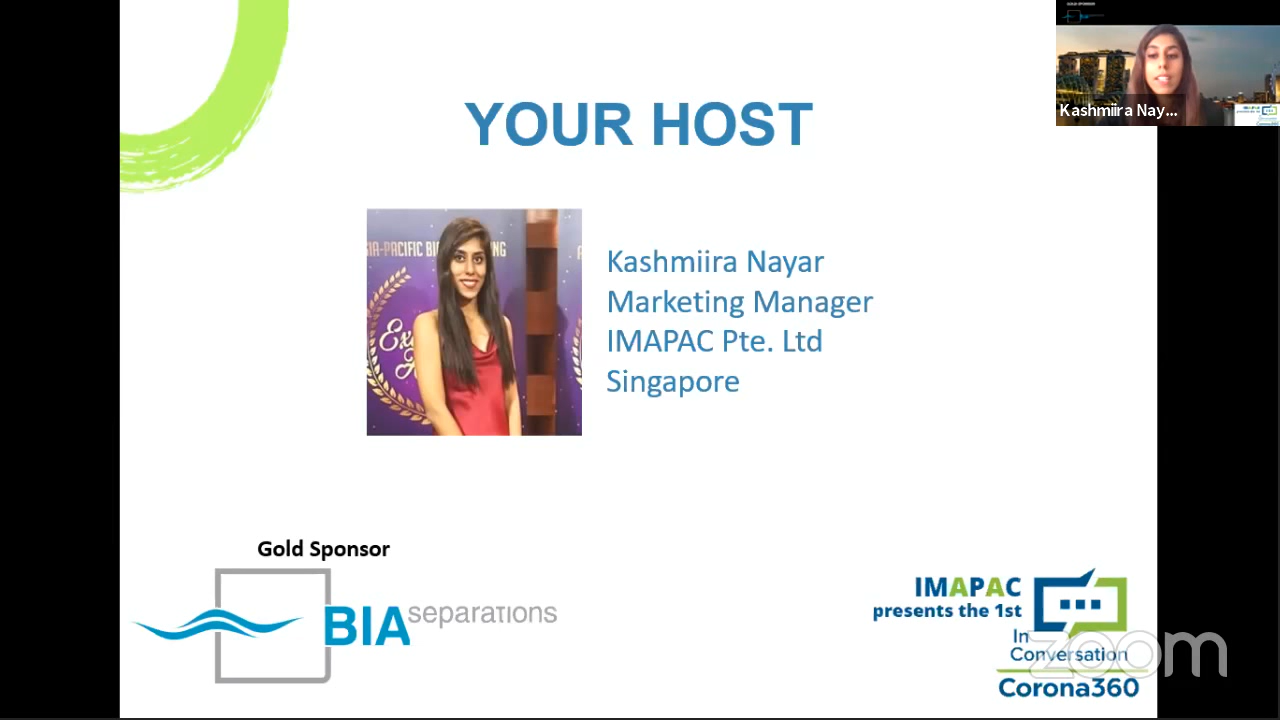 YOUR HOST
Kashmiira Nay...
Kashmiira Nayar
Marketing Manager
IMAPAC Pte. Ltd
Singapore
Gold Sponsor
BIA separations
IMAPAC
presents the 1st
In
Conversation
Corona360
zoom